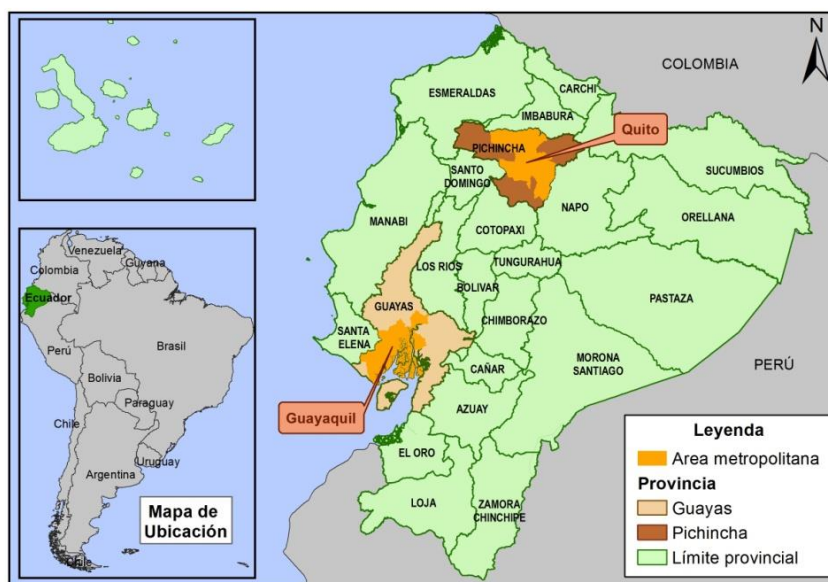 N
COLOMBIA
ESMERALDAS
CARCHI
IMBABURA
Quito
PICHINCHA
SANTO
DOMINGO
SUCUMBIOS
NAPO
ORELLANA
MANABI
COTOPAXI
LOS RIOS
TUNGURAHUA
BOLIVAR
PASTAZA
GUAYAS
CHIMBORAZO
SANTA
ELENA
MORONA
SANTIAGO
PERÚ
CAÑAR
Guayaquil
AZUAY
EL ORO
LOJA
ZAMORA
CHINCHIPE
Venezuela
Guyana
Colombia
Ecuador
Perú
Brasil
Bolivia
Paraguay
Chile
Uruguay
Argentina
Chile
Mapa de
Ubicación
Leyenda
Area metropolitana
Provincia
Guayas
Pichincha
Límite provincial